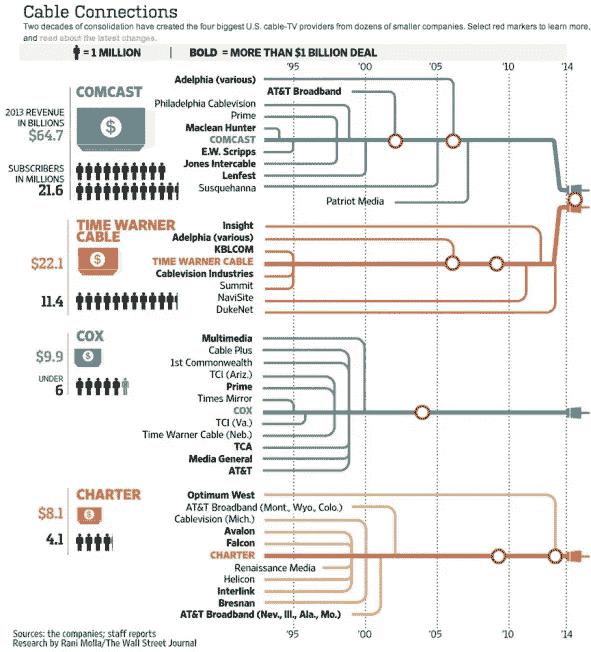 Cable Connections
Two decades of consolidation have created the four biggest U.S. cable-TV providers from dozens of smaller companies. Select red markers to learn more,
and read about the latest changes.
= 1 MILLION | BOLD = MORE THAN $1 BILLION DEAL
'95 '00 '05 '10 '14
COMCAST
2013 REVENUE
IN BILLIONS
$64.7
$
SUBSCRIBERS
IN MILLIONS
21.6
Adelphia (various)
AT&T Broadband
Philadelphia Cablevision
Prime
Maclean Hunter
COMCAST
E.W. Scripps
Jones Intercable
Lenfest
Susquehanna
Patriot Media
TIME WARNER
CABLE
$22.1
$
11.4
Insight
Adelphia (various)
KBLCOM
TIME WARNER CABLE
Cablevision Industries
Summit
NaviSite
DukeNet
COX
$9.9
$
UNDER
6
Multimedia
Cable Plus
1st Commonwealth
TCI (Ariz.)
Prime
Times Mirror
COX
TCI (Va.)
Time Warner Cable (Neb.)
TCA
Media General
AT&T
CHARTER
$8.1
$
4.1
Optimum West
AT&T Broadband (Mont., Wyo., Colo.)
Cablevision (Mich.)
Avalon
Falcon
CHARTER
Renaissance Media
Helicon
Interlink
Bresnan
AT&T Broadband (Nev., Ill., Ala., Mo.)
'95 '00 '05 '10 '14
Sources: the companies; staff reports
Research by Rani Molla/The Wall Street Journal